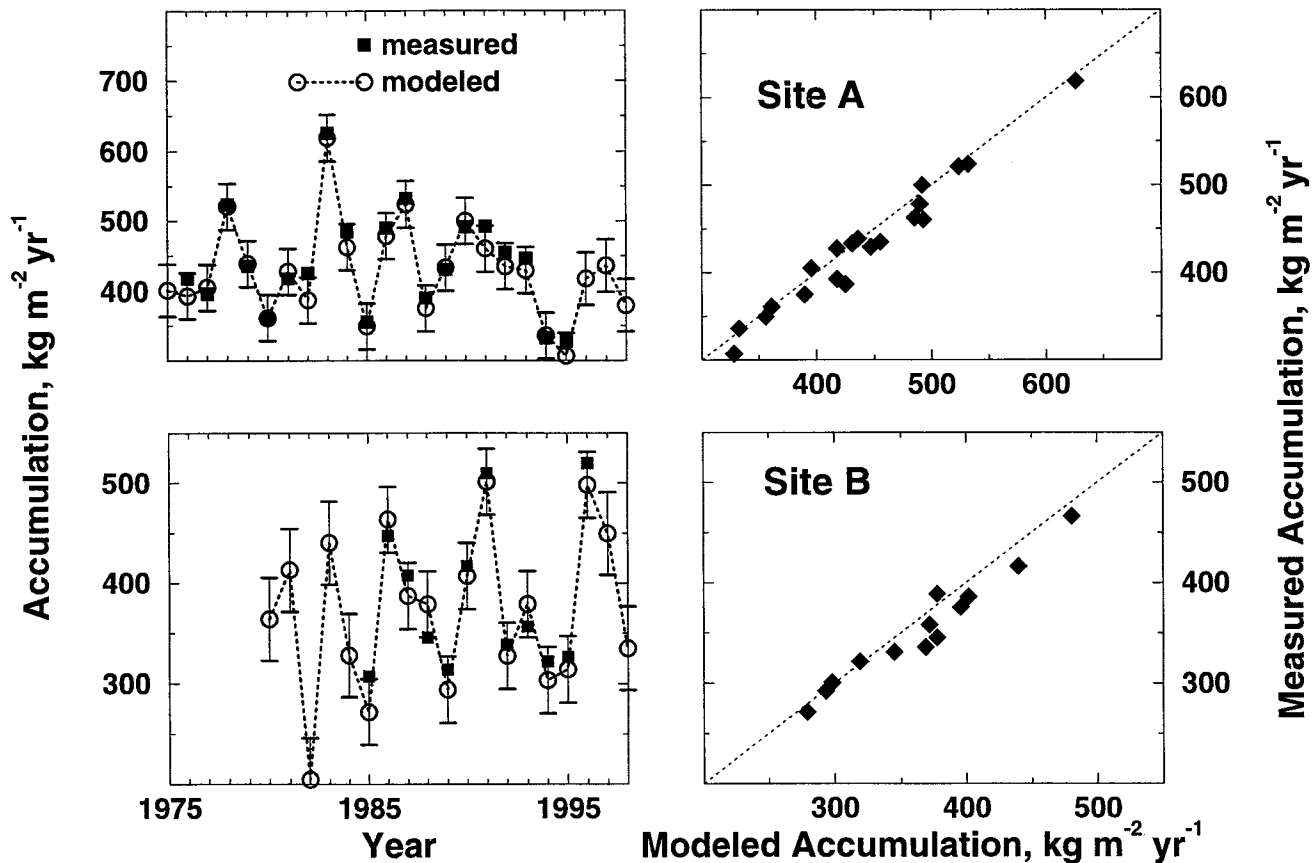 Accumulation, kg m⁻² yr⁻¹
700
600
500
400
measured
modeled
Site A
600
500
400
400 500 600
500
400
300
1975 1985 1995
Year
Site B
500
400
300
300 400 500
Modeled Accumulation, kg m⁻² yr⁻¹
Measured Accumulation, kg m⁻² yr⁻¹